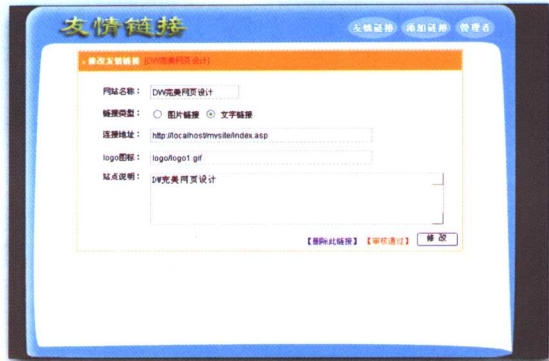 友情链接
友情链接 添加链接 管理者
修改友情链接 [DW完美网页设计]
网站名称： DW完美网页设计
链接类型： 图片链接 文字链接
连接地址： http://localhost/mysite/index.asp
logo图标： logo/logo1.gif
站点说明： DW完美网页设计
【删除此链接】 【审核通过】 修 改